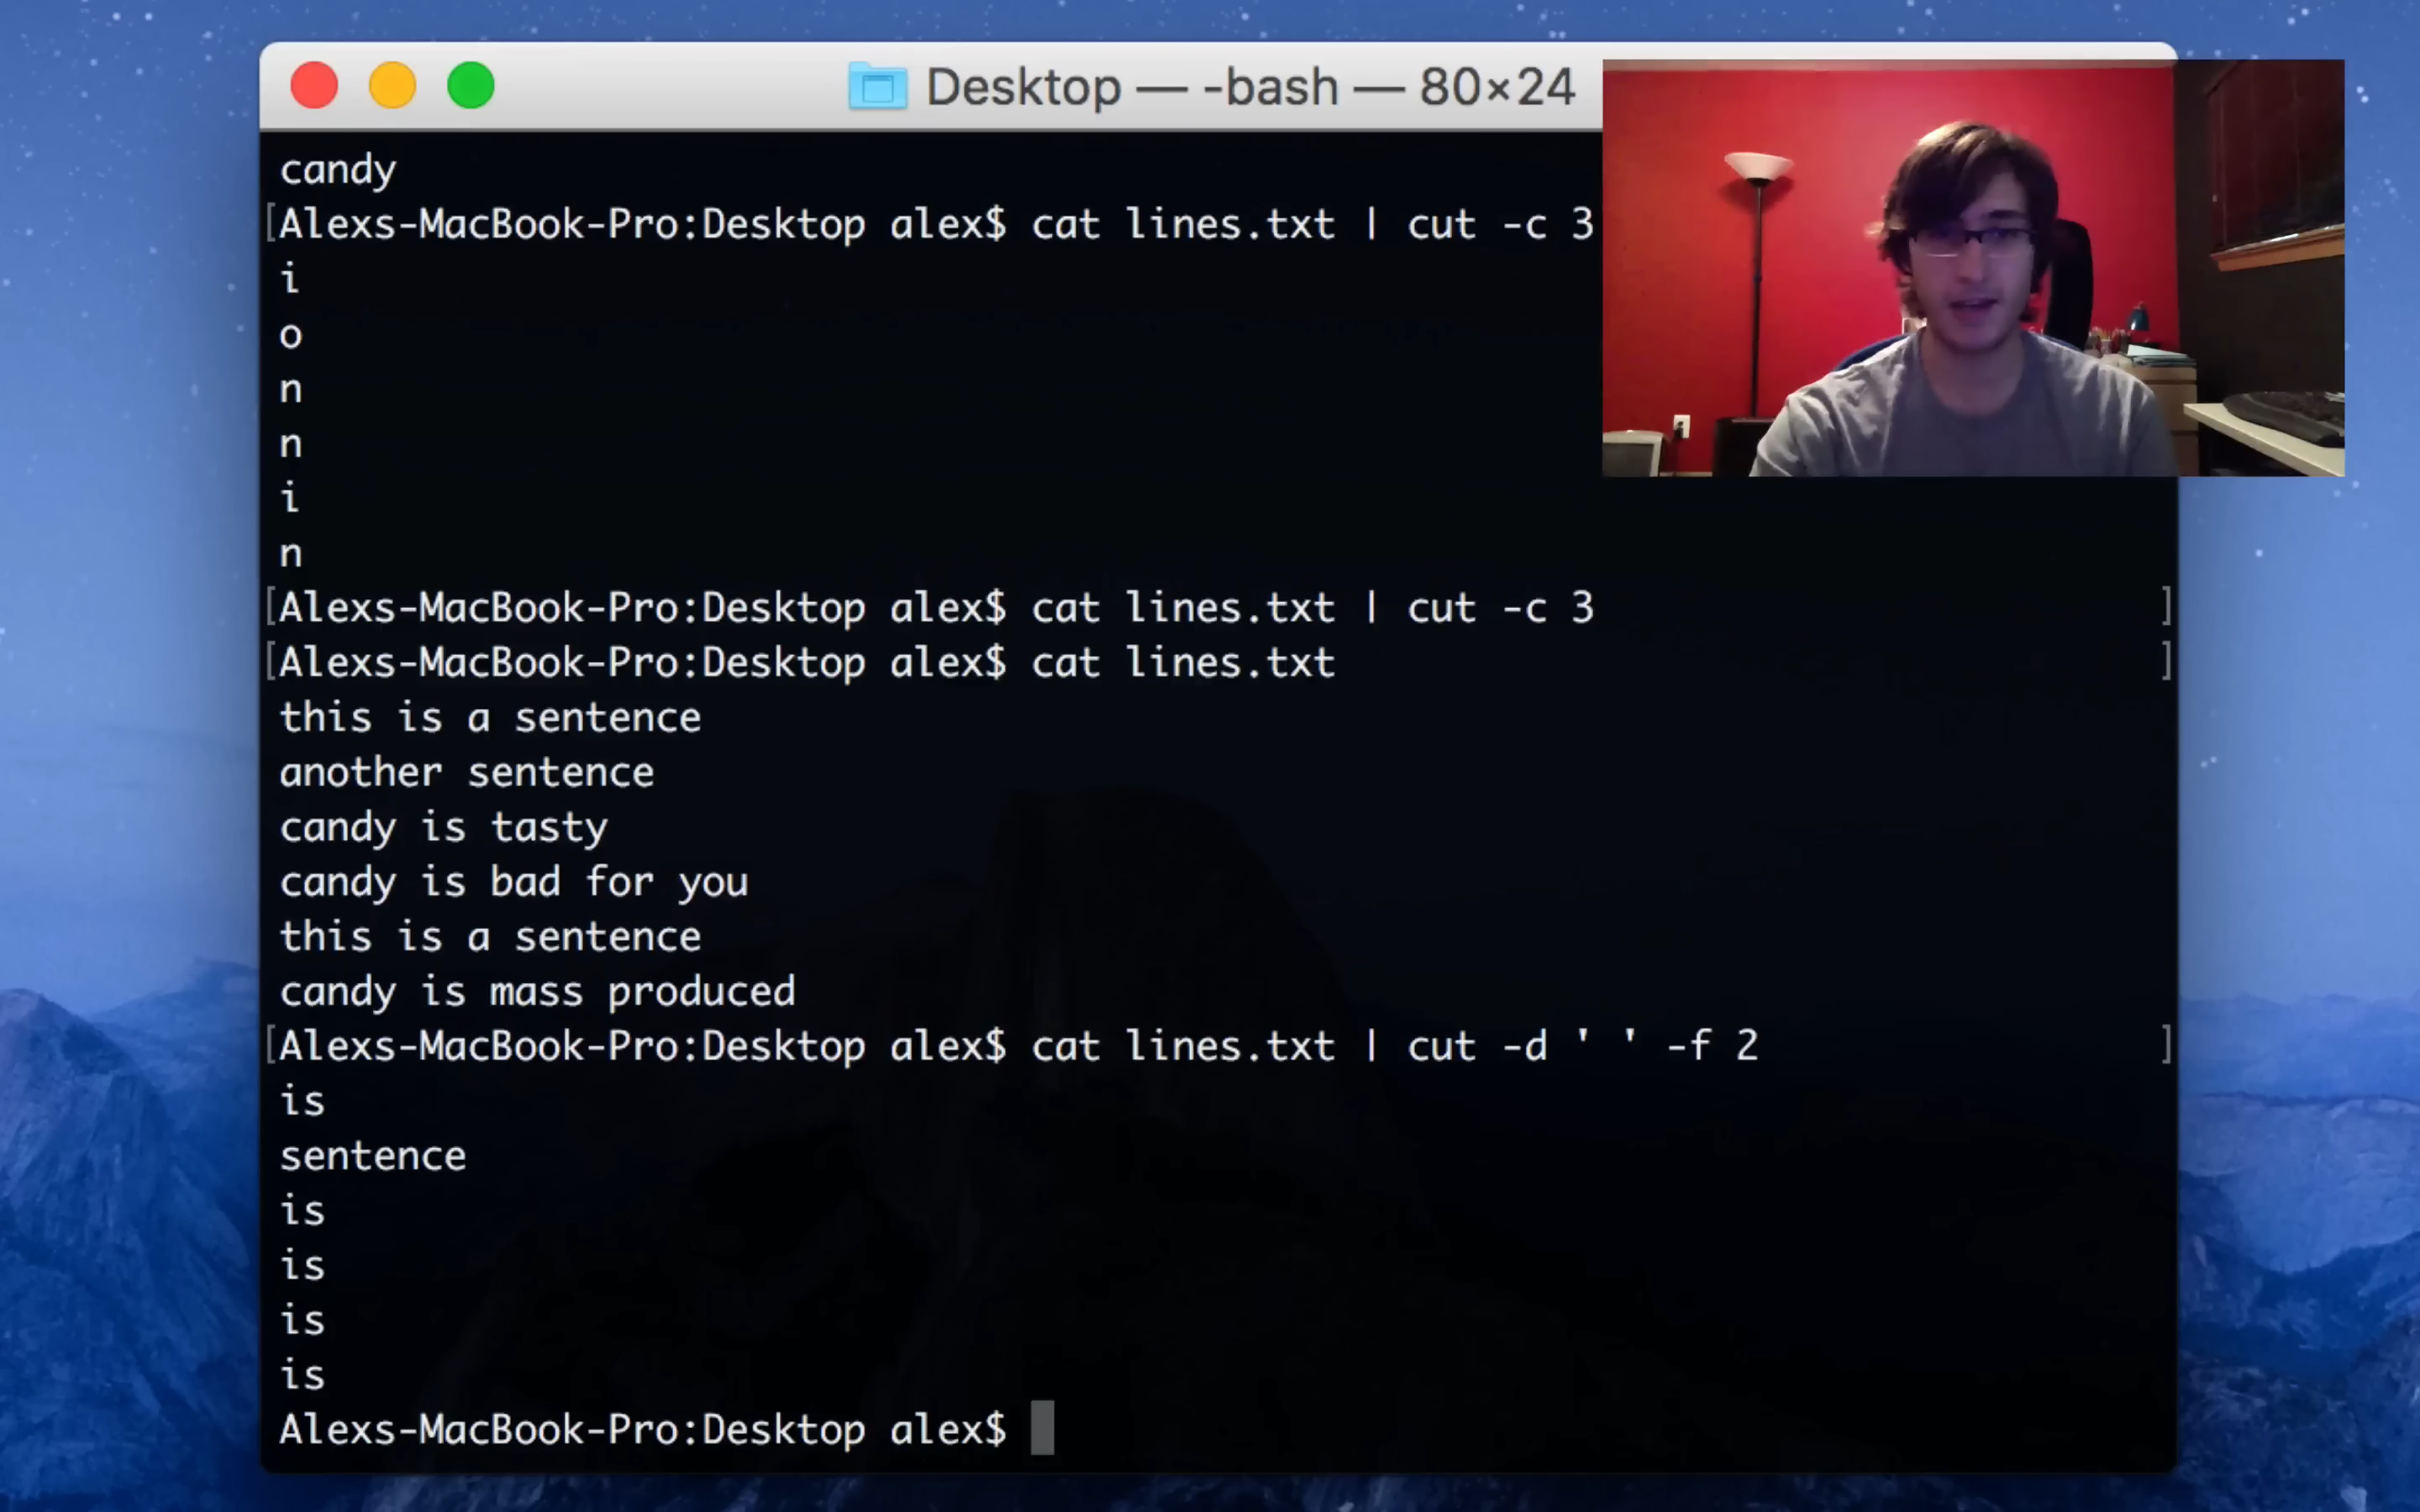 Desktop — -bash — 80×24
candy
[Alexs-MacBook-Pro:Desktop alex$ cat lines.txt | cut -c 3
i
o
n
n
i
n
[Alexs-MacBook-Pro:Desktop alex$ cat lines.txt | cut -c 3 ]
[Alexs-MacBook-Pro:Desktop alex$ cat lines.txt ]
this is a sentence
another sentence
candy is tasty
candy is bad for you
this is a sentence
candy is mass produced
[Alexs-MacBook-Pro:Desktop alex$ cat lines.txt | cut -d ' ' -f 2 ]
is
sentence
is
is
is
is
Alexs-MacBook-Pro:Desktop alex$